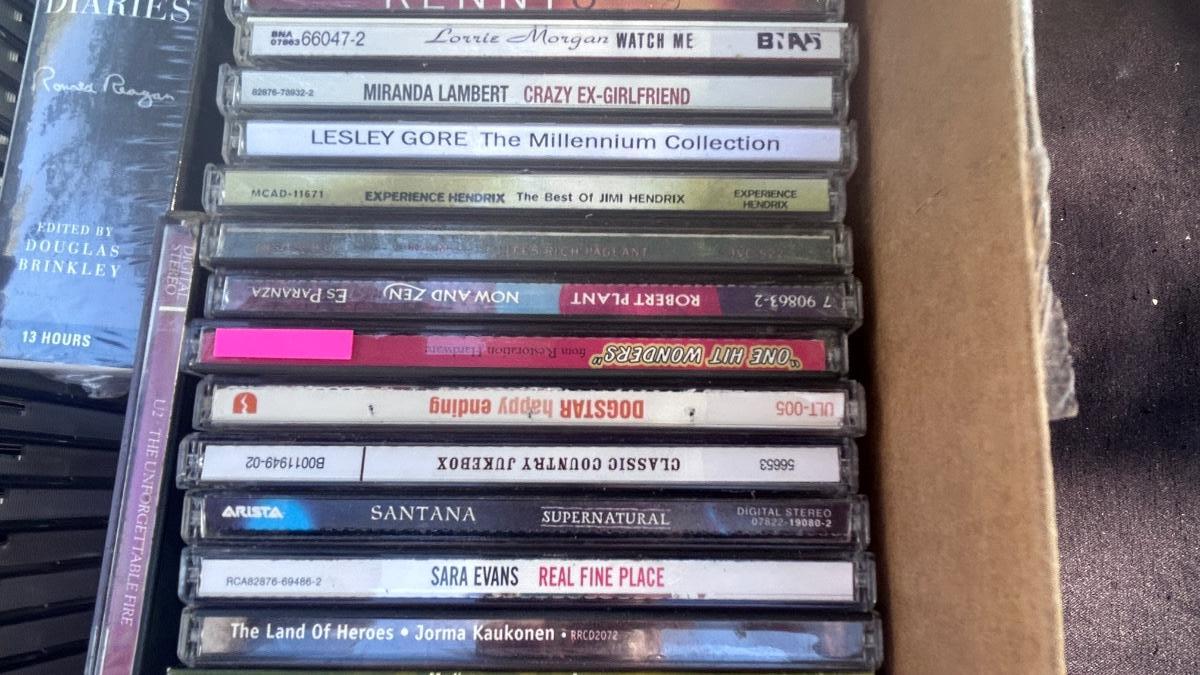 DIARIES
Ronald Reagan
EDITED BY
DOUGLAS
BRINKLEY
13 HOURS
DIGITAL
STEREO
U2 · THE UNFORGETTABLE FIRE
KENNY
BNA 07863 66047-2 Lorrie Morgan WATCH ME BNA
82876-78932-2 MIRANDA LAMBERT CRAZY EX-GIRLFRIEND
LESLEY GORE The Millennium Collection
MCAD-11671 EXPERIENCE HENDRIX The Best Of JIMI HENDRIX EXPERIENCE HENDRIX
RICH PAGEANT
7 90863-2 ROBERT PLANT NOW AND ZEN ES PARANZA
"ONE HIT WONDERS" from Restoration Hardware
ULT-005 DOGSTAR happy ending
56653 CLASSIC COUNTRY JUKEBOX B0011949-02
ARISTA SANTANA SUPERNATURAL DIGITAL STEREO 07822-19080-2
RCA82876-69486-2 SARA EVANS REAL FINE PLACE
The Land Of Heroes • Jorma Kaukonen • RRCD2072